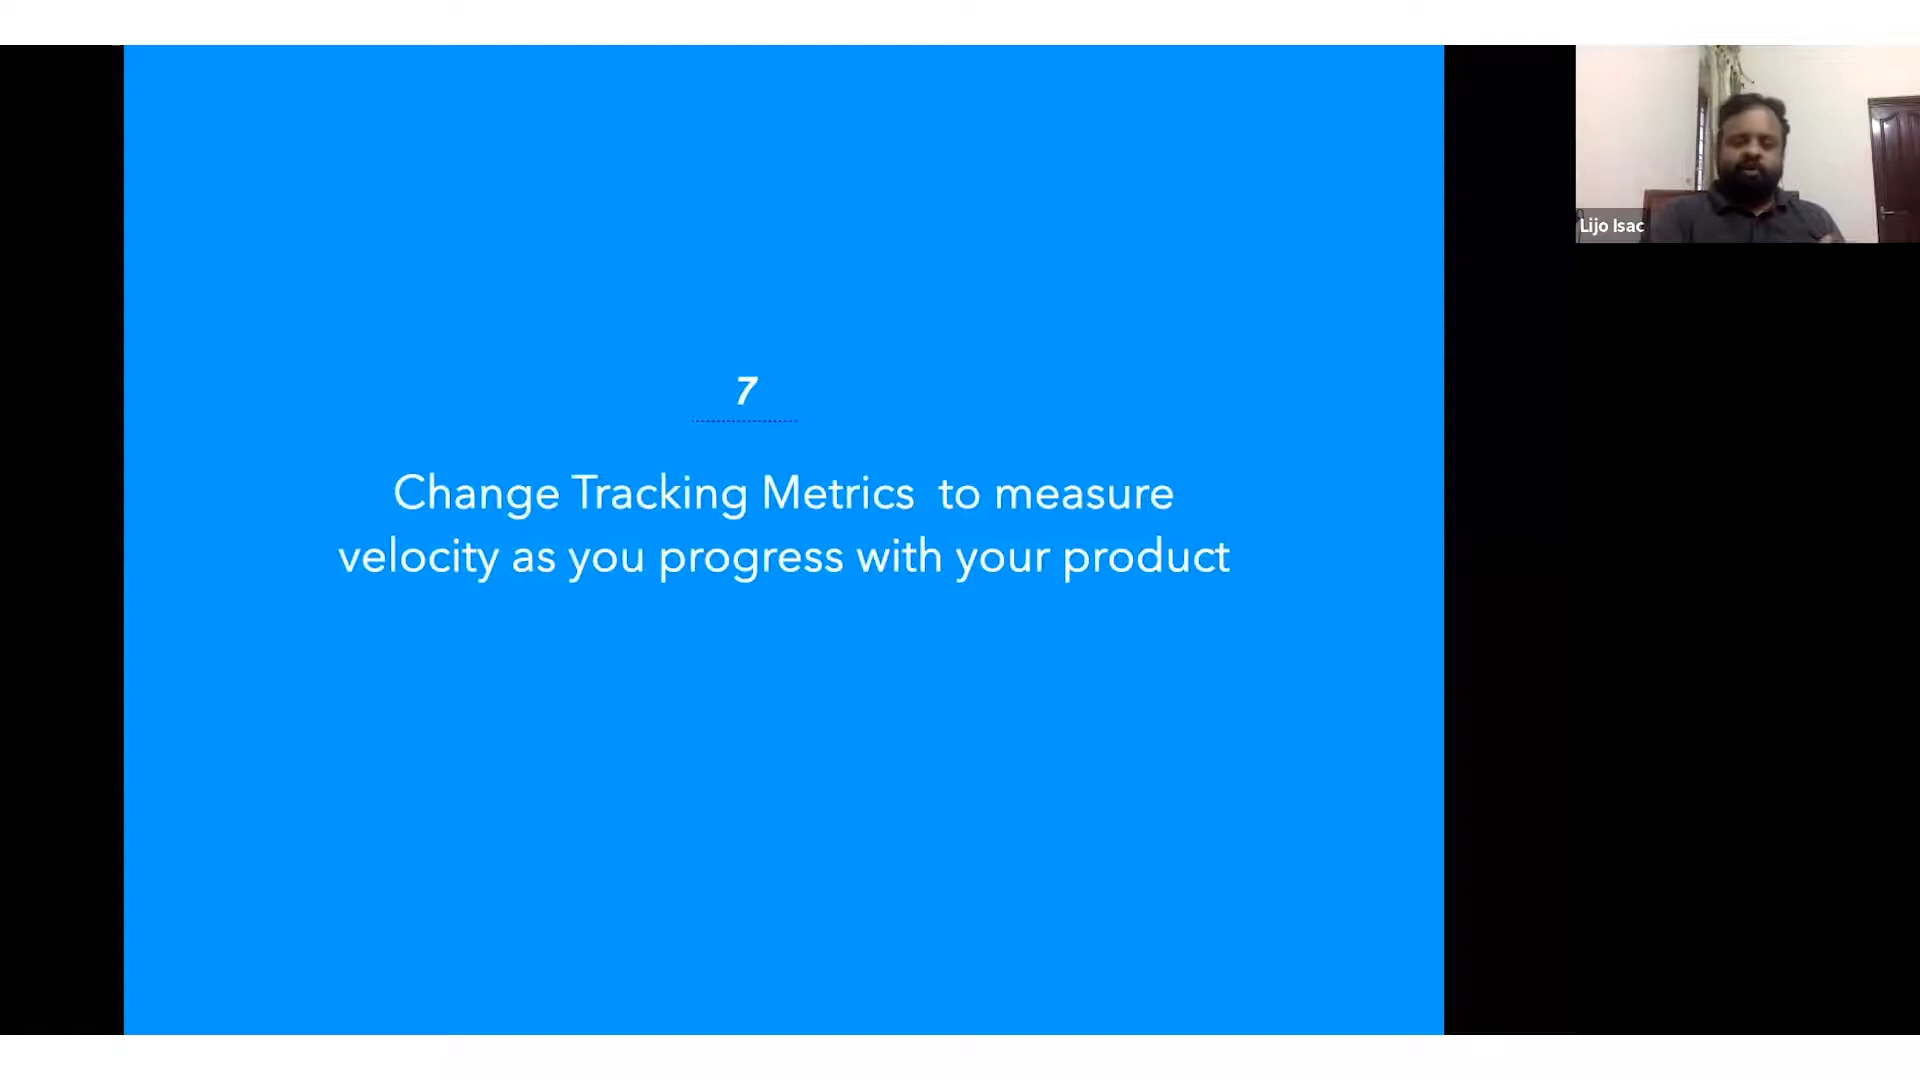 7
Change Tracking Metrics to measure
velocity as you progress with your product
Lijo Isac